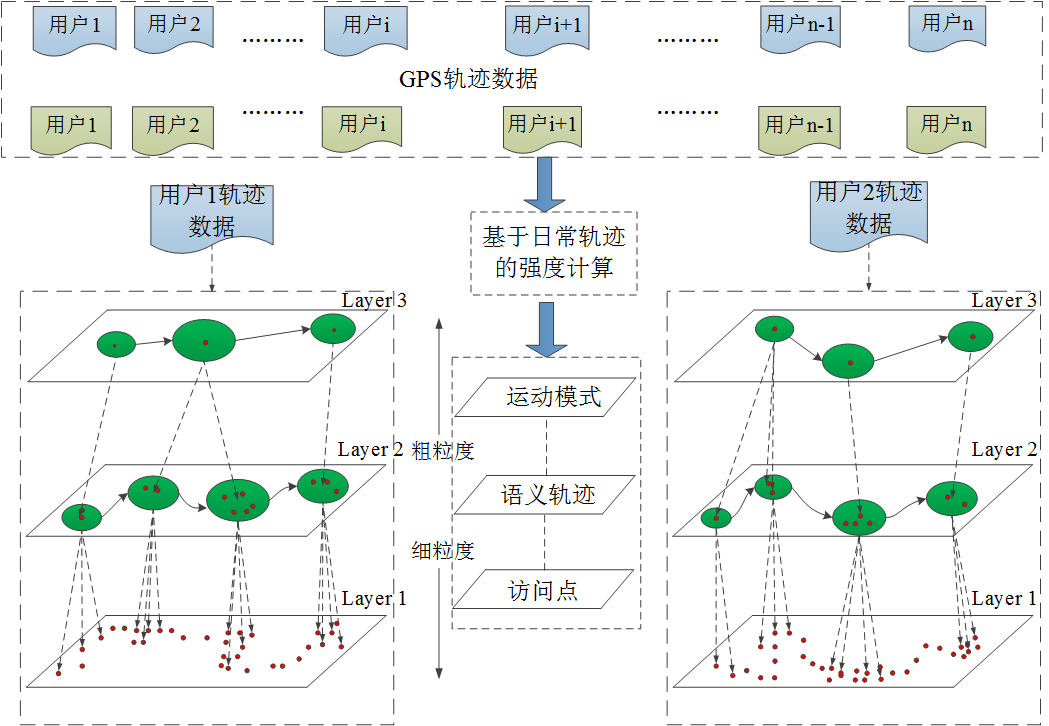 用户1
用户2
………
用户i
用户i+1
………
用户n-1
用户n
GPS轨迹数据
用户1
用户2
………
用户i
用户i+1
………
用户n-1
用户n
用户1轨迹
数据
基于日常轨迹
的强度计算
用户2轨迹
数据
Layer 3
Layer 2
Layer 1
粗粒度
细粒度
运动模式
语义轨迹
访问点
Layer 3
Layer 2
Layer 1